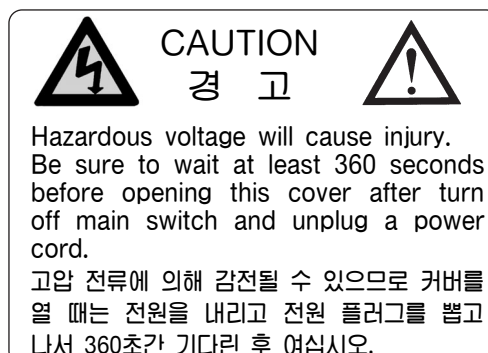 CAUTION
경 고
Hazardous voltage will cause injury.
Be sure to wait at least 360 seconds
before opening this cover after turn
off main switch and unplug a power
cord.
고압 전류에 의해 감전될 수 있으므로 커버를
열 때는 전원을 내리고 전원 플러그를 뽑고
나서 360초간 기다린 후 여십시오.